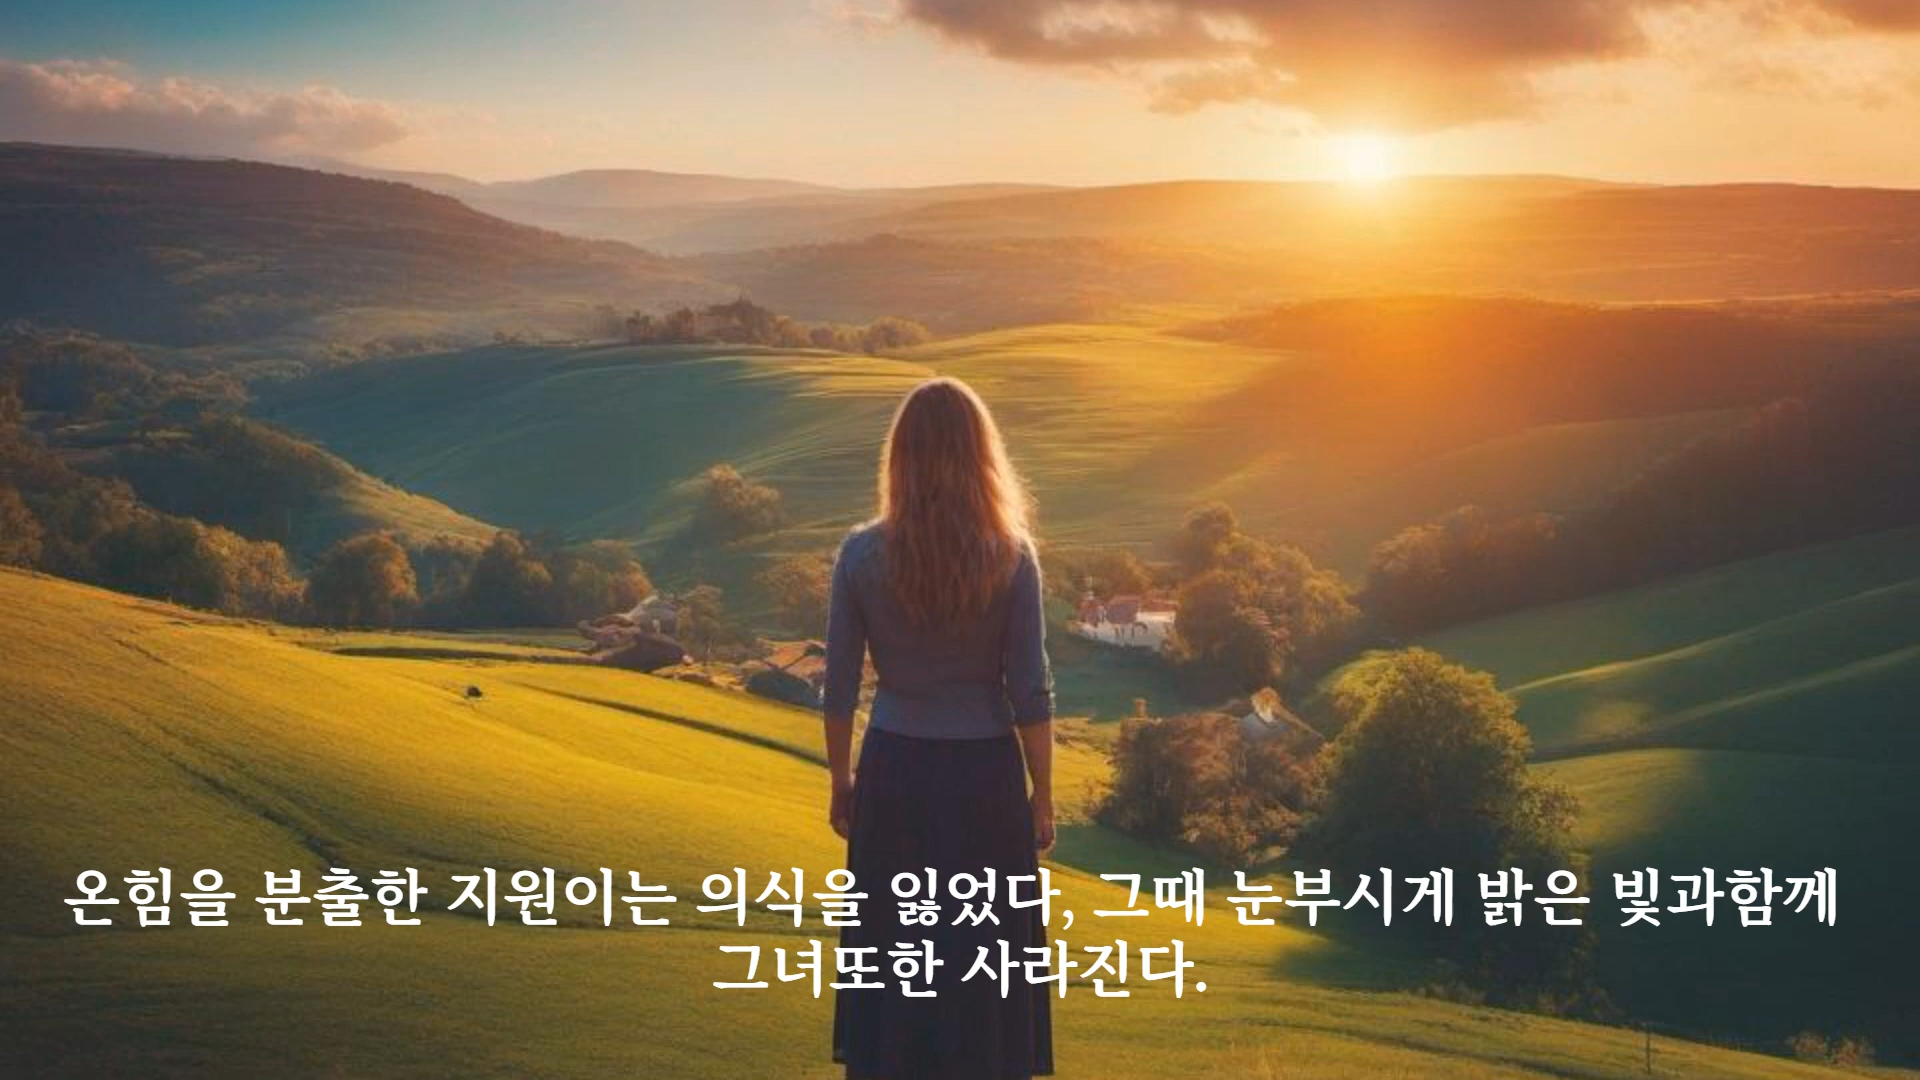 온힘을 분출한 지원이는 의식을 잃었다, 그때 눈부시게 밝은 빛과함께
그녀또한 사라진다.